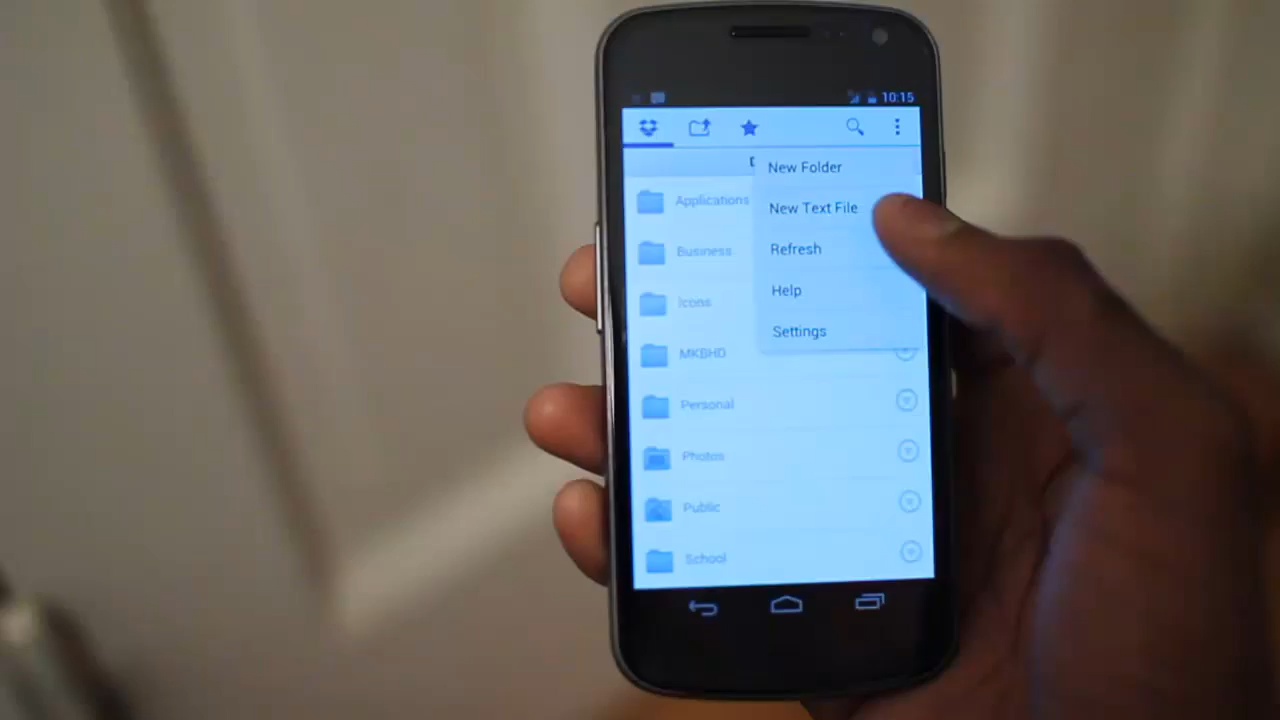 10:15
New Folder
Applications
New Text File
Business
Refresh
Icons
Help
Settings
MKBHD
Personal
Photos
Public
School